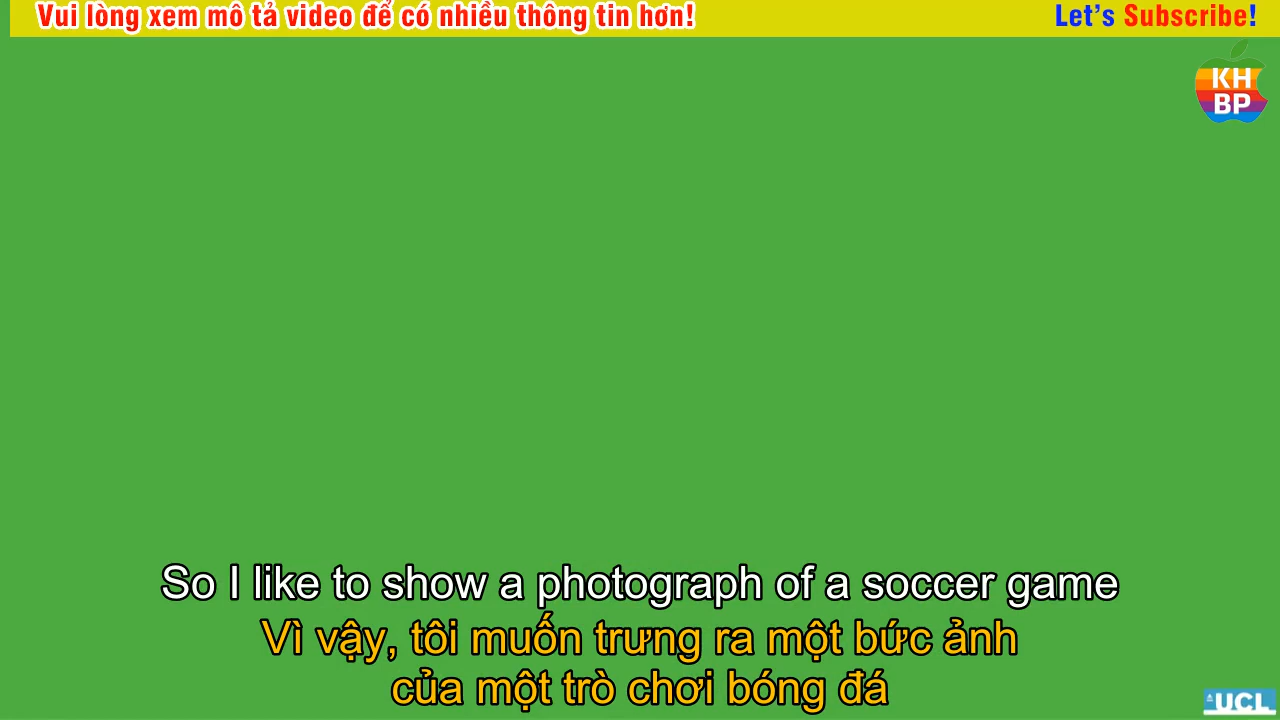 Vui lòng xem mô tả video để có nhiều thông tin hơn!
Let's Subscribe!
KH
BP
So I like to show a photograph of a soccer game
Vì vậy, tôi muốn trưng ra một bức ảnh
của một trò chơi bóng đá
UCL